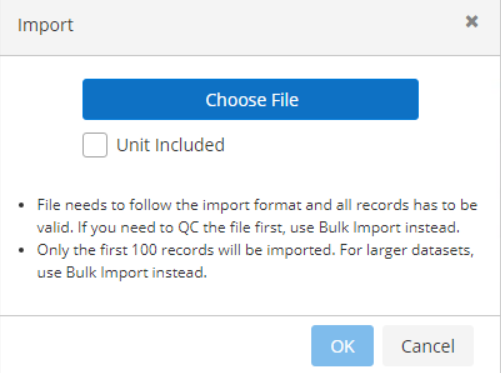 Import
Choose File
Unit Included
• File needs to follow the import format and all records has to be
valid. If you need to QC the file first, use Bulk Import instead.
• Only the first 100 records will be imported. For larger datasets,
use Bulk Import instead.
OK Cancel